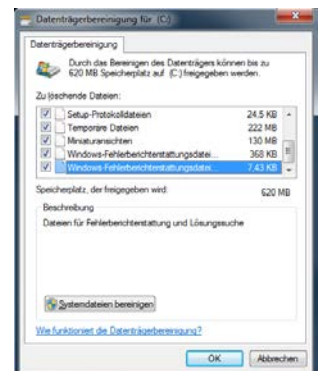 Datenträgerbereinigung für (C:)
Datenträgerbereinigung
Durch das Bereinigen des Datenträgers können bis zu
620 MB Speicherplatz auf (C:) freigegeben werden.
Zu löschende Dateien:
Setup-Protokolldateien 24.5 KB
Temporäre Dateien 222 MB
Miniaturansichten 130 MB
Windows-Fehlerberichterstattungsdatei... 368 KB
Windows-Fehlerberichterstattungsdatei... 7.43 KB
Speicherplatz, der freigegeben wird: 620 MB
Beschreibung
Dateien für Fehlerberichterstattung und Lösungssuche
Systemdateien bereinigen
Wie funktioniert die Datenträgerbereinigung?
OK Abbrechen